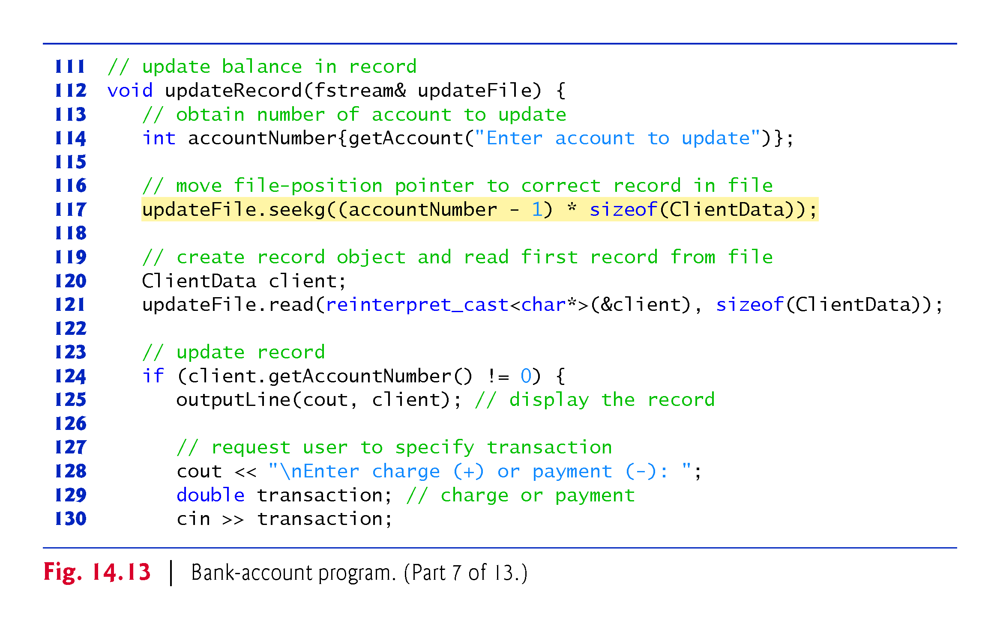 111 // update balance in record
112 void updateRecord(fstream& updateFile) {
113    // obtain number of account to update
114    int accountNumber{getAccount("Enter account to update")};
115
116    // move file-position pointer to correct record in file
117    updateFile.seekg((accountNumber - 1) * sizeof(ClientData));
118
119    // create record object and read first record from file
120    ClientData client;
121    updateFile.read(reinterpret_cast<char*>(&client), sizeof(ClientData));
122
123    // update record
124    if (client.getAccountNumber() != 0) {
125       outputLine(cout, client); // display the record
126
127       // request user to specify transaction
128       cout << "\nEnter charge (+) or payment (-): ";
129       double transaction; // charge or payment
130       cin >> transaction;
Fig. 14.13 | Bank-account program. (Part 7 of 13.)